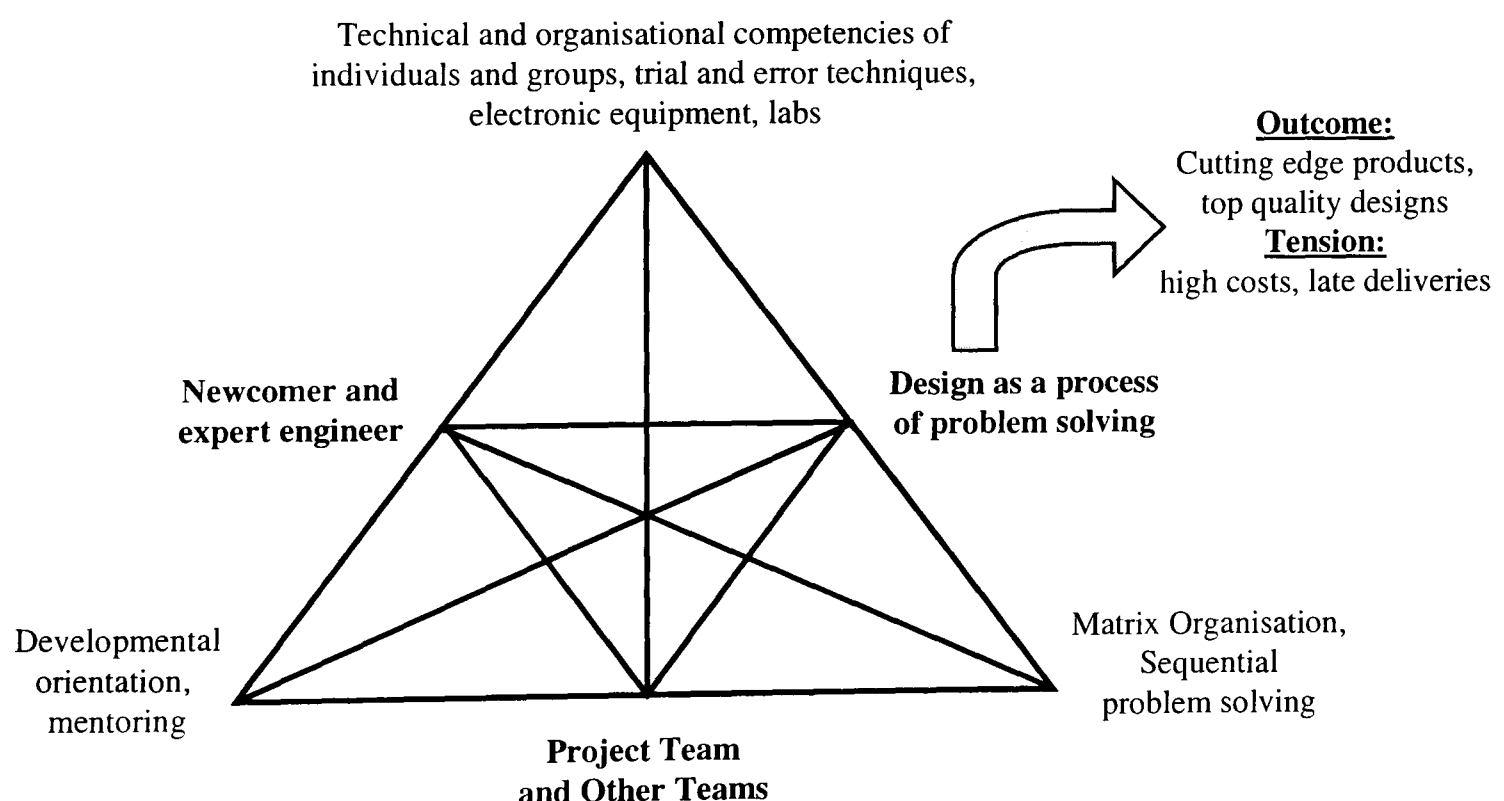 Technical and organisational competencies of
individuals and groups, trial and error techniques,
electronic equipment, labs
Outcome:
Cutting edge products,
top quality designs
Tension:
high costs, late deliveries
Newcomer and
expert engineer
Design as a process
of problem solving
Developmental
orientation,
mentoring
Matrix Organisation,
Sequential
problem solving
Project Team
and Other Teams